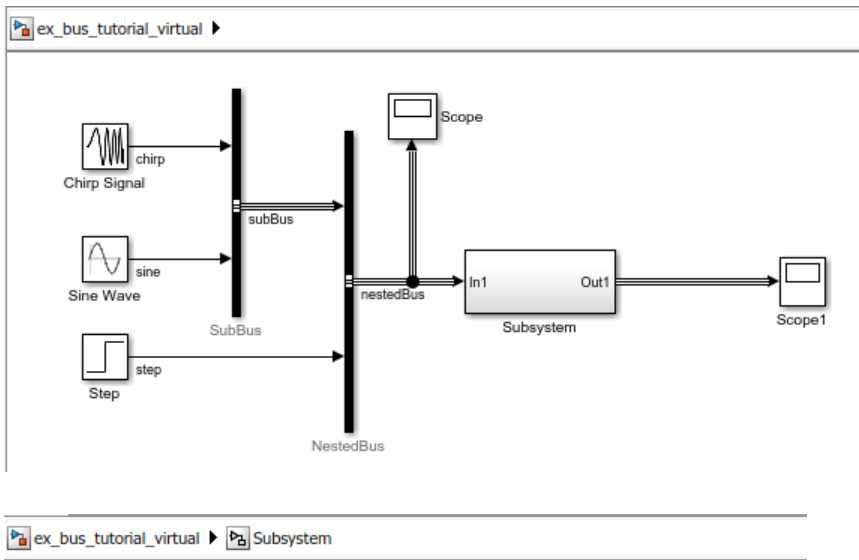 ex_bus_tutorial_virtual
Scope
chirp
Chirp Signal
subBus
sine
Sine Wave
nestedBus
In1
Out1
Subsystem
Scope1
SubBus
step
Step
NestedBus
ex_bus_tutorial_virtual Subsystem